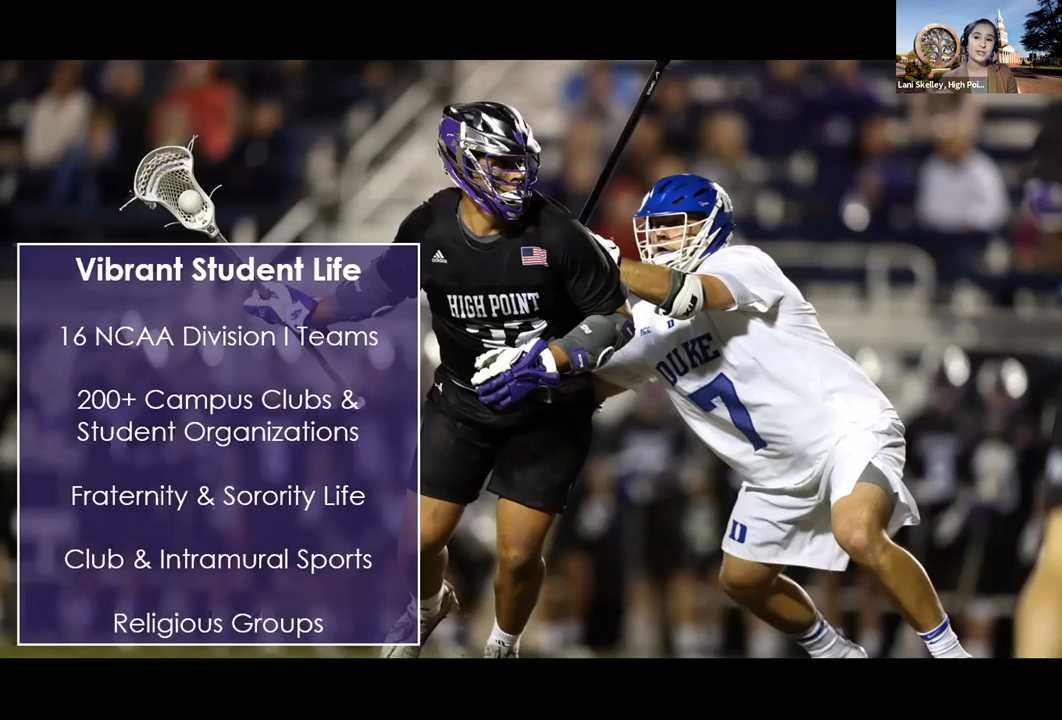 Lani Skelley, High Poi...
Vibrant Student Life
16 NCAA Division I Teams
200+ Campus Clubs &
Student Organizations
Fraternity & Sorority Life
Club & Intramural Sports
Religious Groups
adidas
HIGH POINT
DUKE
7
D